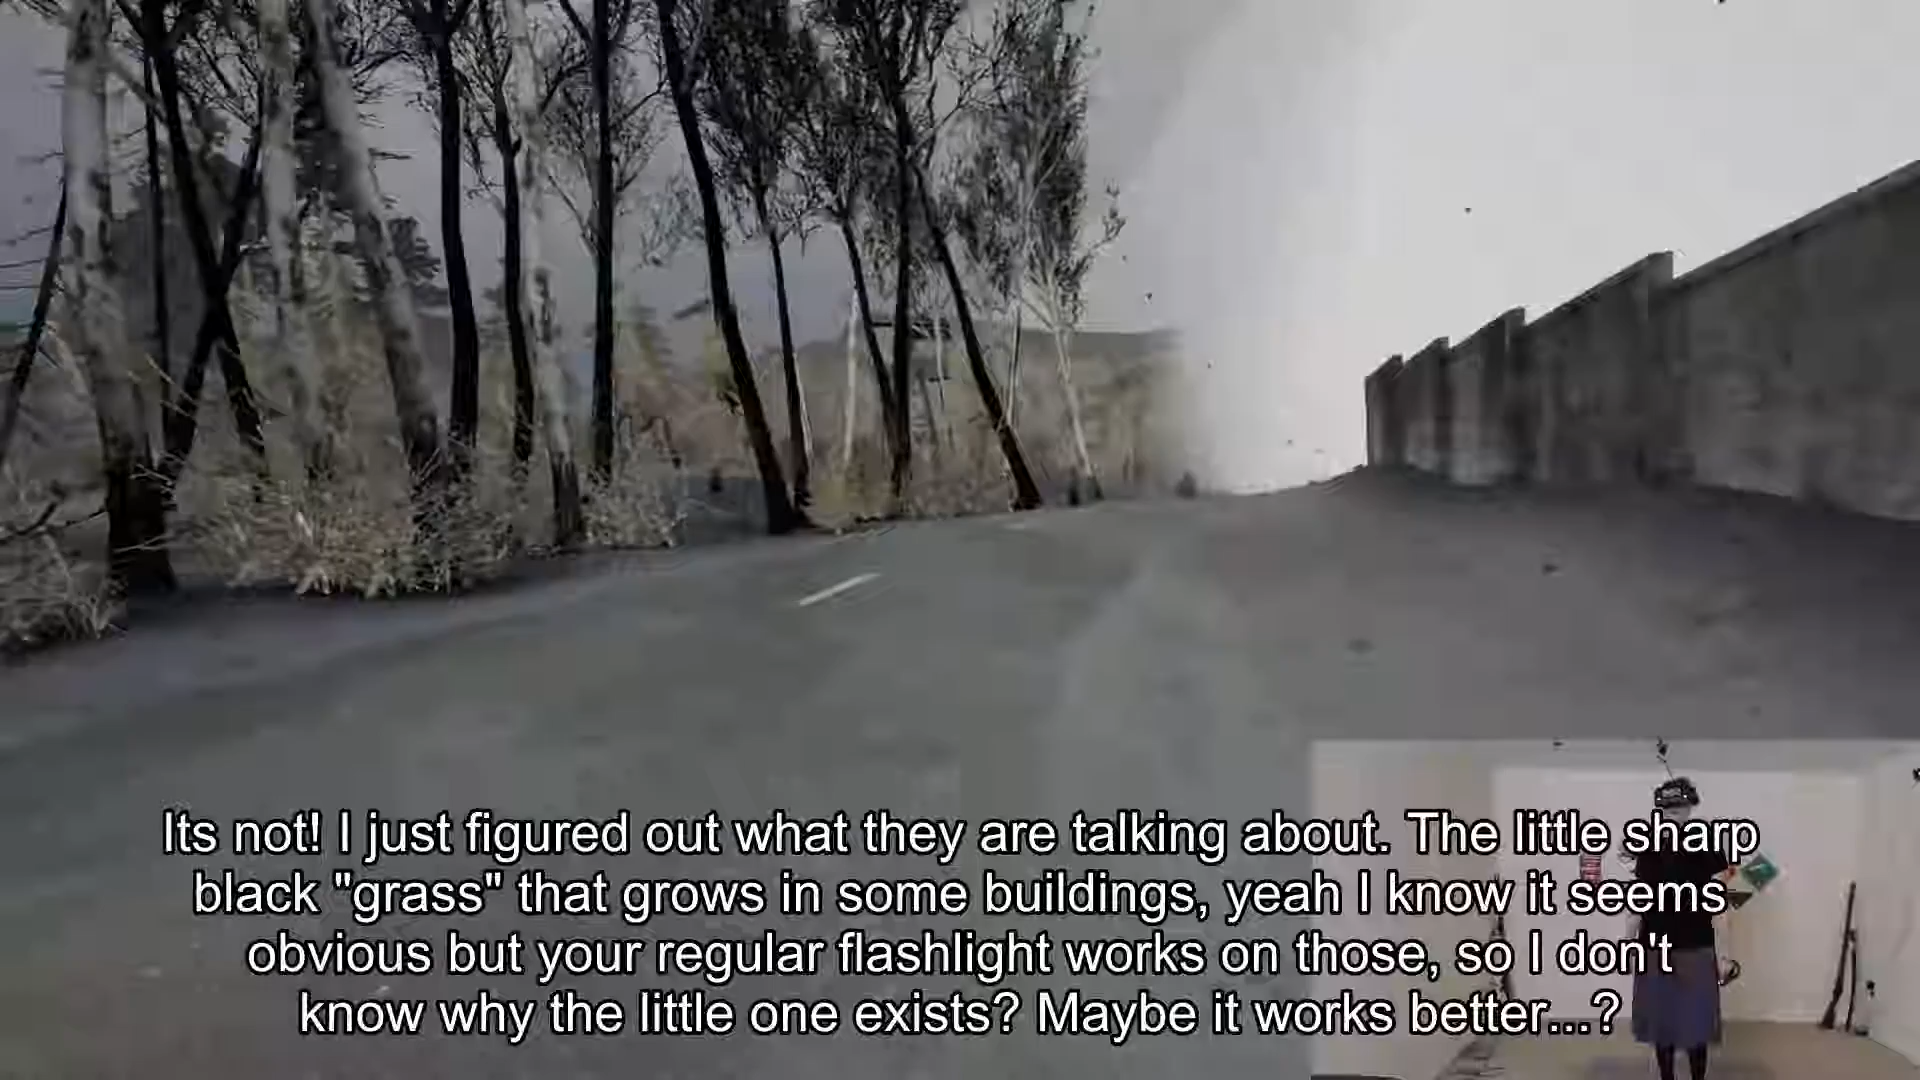 Its not! I just figured out what they are talking about. The little sharp
black "grass" that grows in some buildings, yeah I know it seems
obvious but your regular flashlight works on those, so I don't
know why the little one exists? Maybe it works better...?